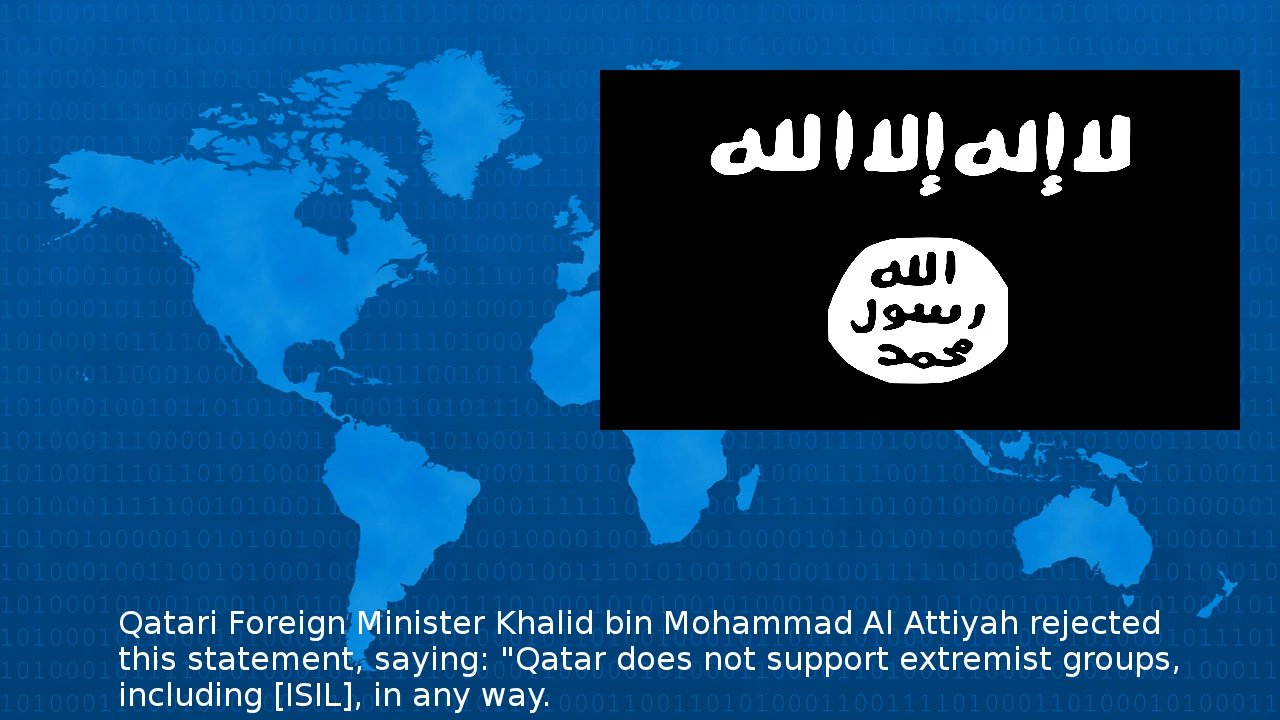 لا إله إلا الله
الله
رسول
محمد
Qatari Foreign Minister Khalid bin Mohammad Al Attiyah rejected
this statement, saying: "Qatar does not support extremist groups,
including [ISIL], in any way.